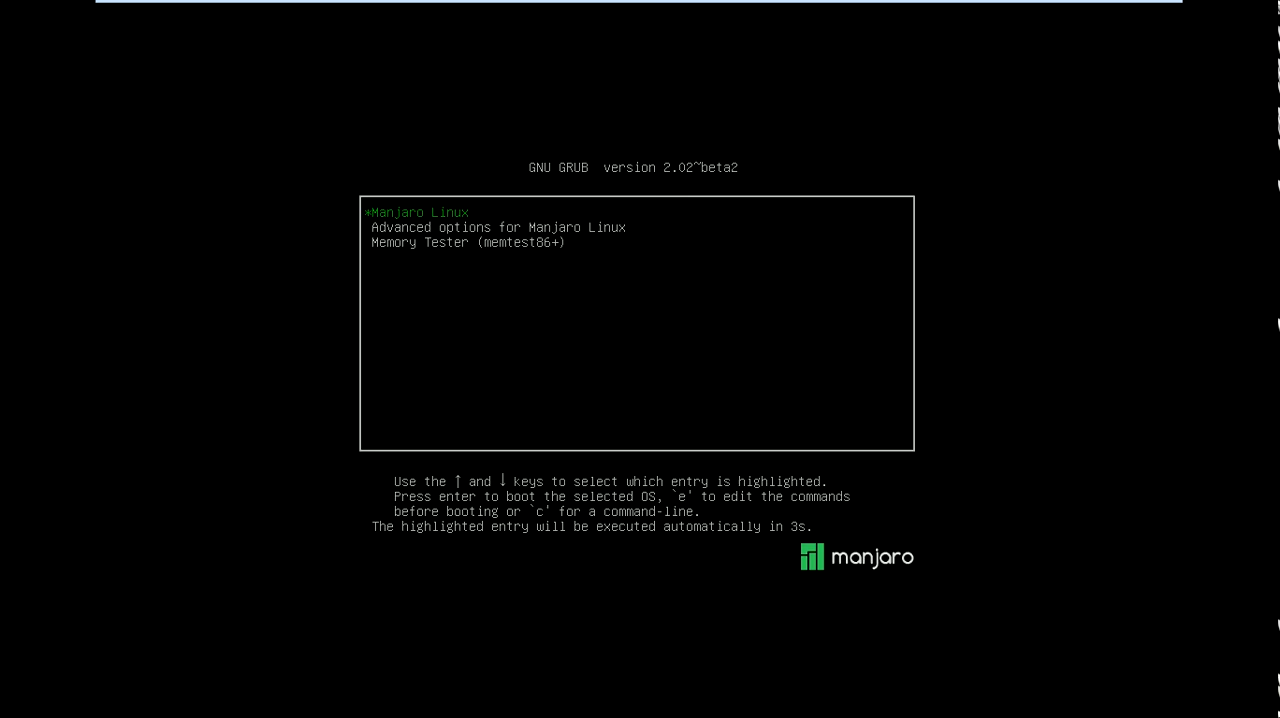 GNU GRUB  version 2.02~beta2
*Manjaro Linux
Advanced options for Manjaro Linux
Memory Tester (memtest86+)
Use the ↑ and ↓ keys to select which entry is highlighted.
Press enter to boot the selected OS, `e' to edit the commands
before booting or `c' for a command-line.
The highlighted entry will be executed automatically in 3s.
manjaro